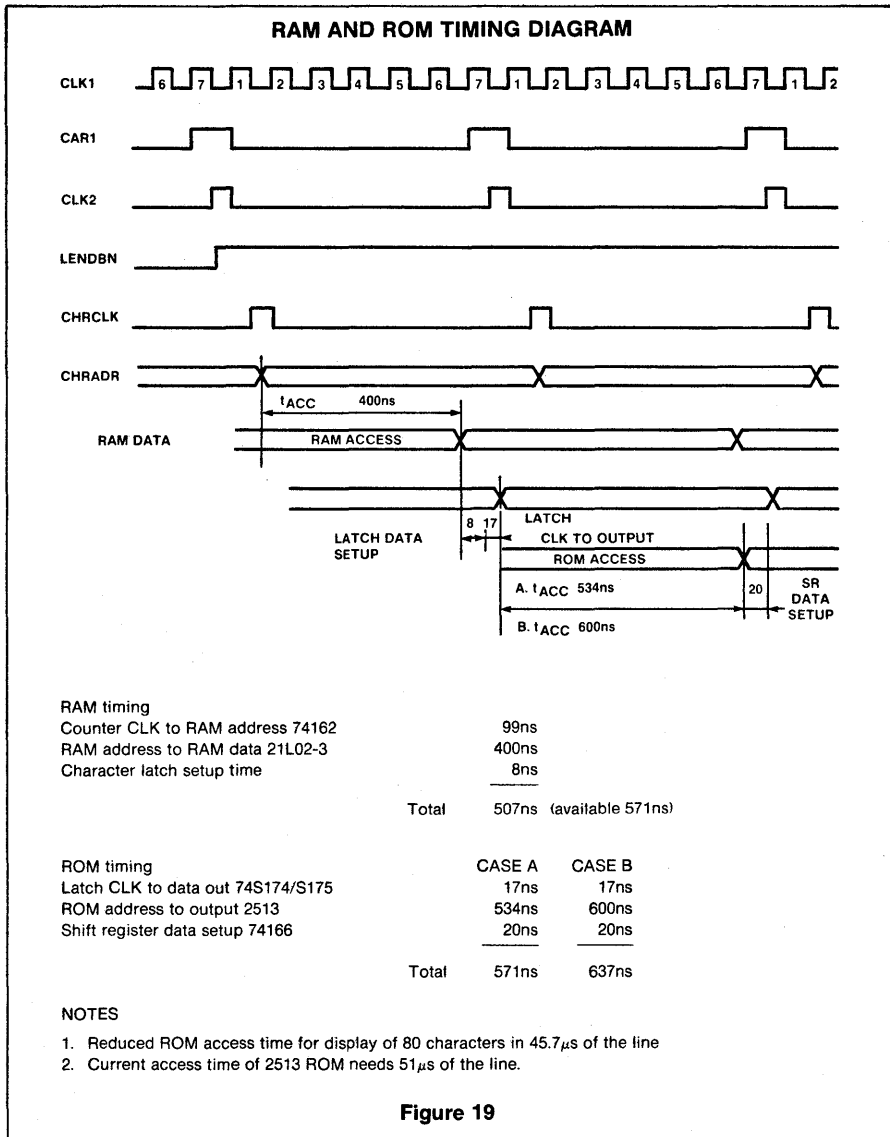 RAM AND ROM TIMING DIAGRAM
CLK1 6 7 1 2 3 4 5 6 7 1 2 3 4 5 6 7 1 2
CAR1
CLK2
LENDBN
CHRCLK
CHRADR
tACC 400ns
RAM DATA RAM ACCESS
8 17 LATCH
LATCH DATA SETUP
CLK TO OUTPUT
ROM ACCESS
A. tACC 534ns 20 SR DATA SETUP
B. tACC 600ns
RAM timing
Counter CLK to RAM address 74162 99ns
RAM address to RAM data 21L02-3 400ns
Character latch setup time 8ns
Total 507ns (available 571ns)
ROM timing CASE A CASE B
Latch CLK to data out 74S174/S175 17ns 17ns
ROM address to output 2513 534ns 600ns
Shift register data setup 74166 20ns 20ns
Total 571ns 637ns
NOTES
1. Reduced ROM access time for display of 80 characters in 45.7μs of the line
2. Current access time of 2513 ROM needs 51μs of the line.
Figure 19